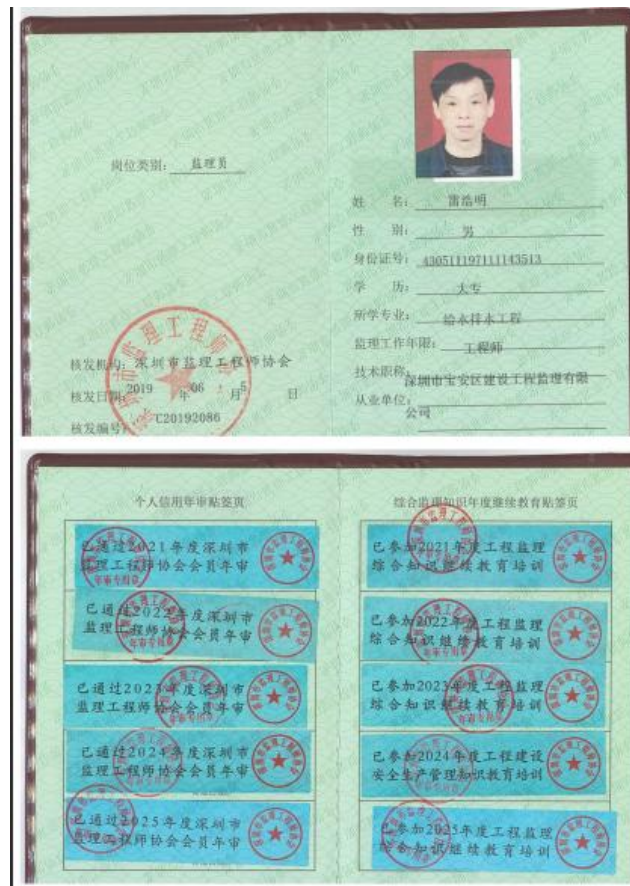 岗位类别： 监理员
核发机构：深圳市监理工程师协会
核发日期：2019 年 06 月 5 日
核发编号： C20192086
姓 名： 雷浩明
性 别： 男
身份证号： 430511197111143513
学 历： 大专
所学专业： 给水排水工程
监理工作年限： 工程师
技术职称：
从业单位： 深圳市宝安区建设工程监理有限
公司
个人信用年审贴签页
已通过2021年度深圳市
监理工程师协会会员年审
年审专用章
已通过2022年度深圳市
监理工程师协会会员年审
年审专用章
已通过2023年度深圳市
监理工程师协会会员年审
已通过2024年度深圳市
监理工程师协会会员年审
已通过2025年度深圳市
监理工程师协会会员年审
综合监理知识年度继续教育贴签页
已参加2021年度工程监理
综合知识继续教育培训
已参加2022年度工程监理
综合知识继续教育培训
已参加2023年度工程监理
综合知识继续教育培训
已参加2024年度工程建设
安全生产管理知识教育培训
已参加2025年度工程监理
综合知识继续教育培训